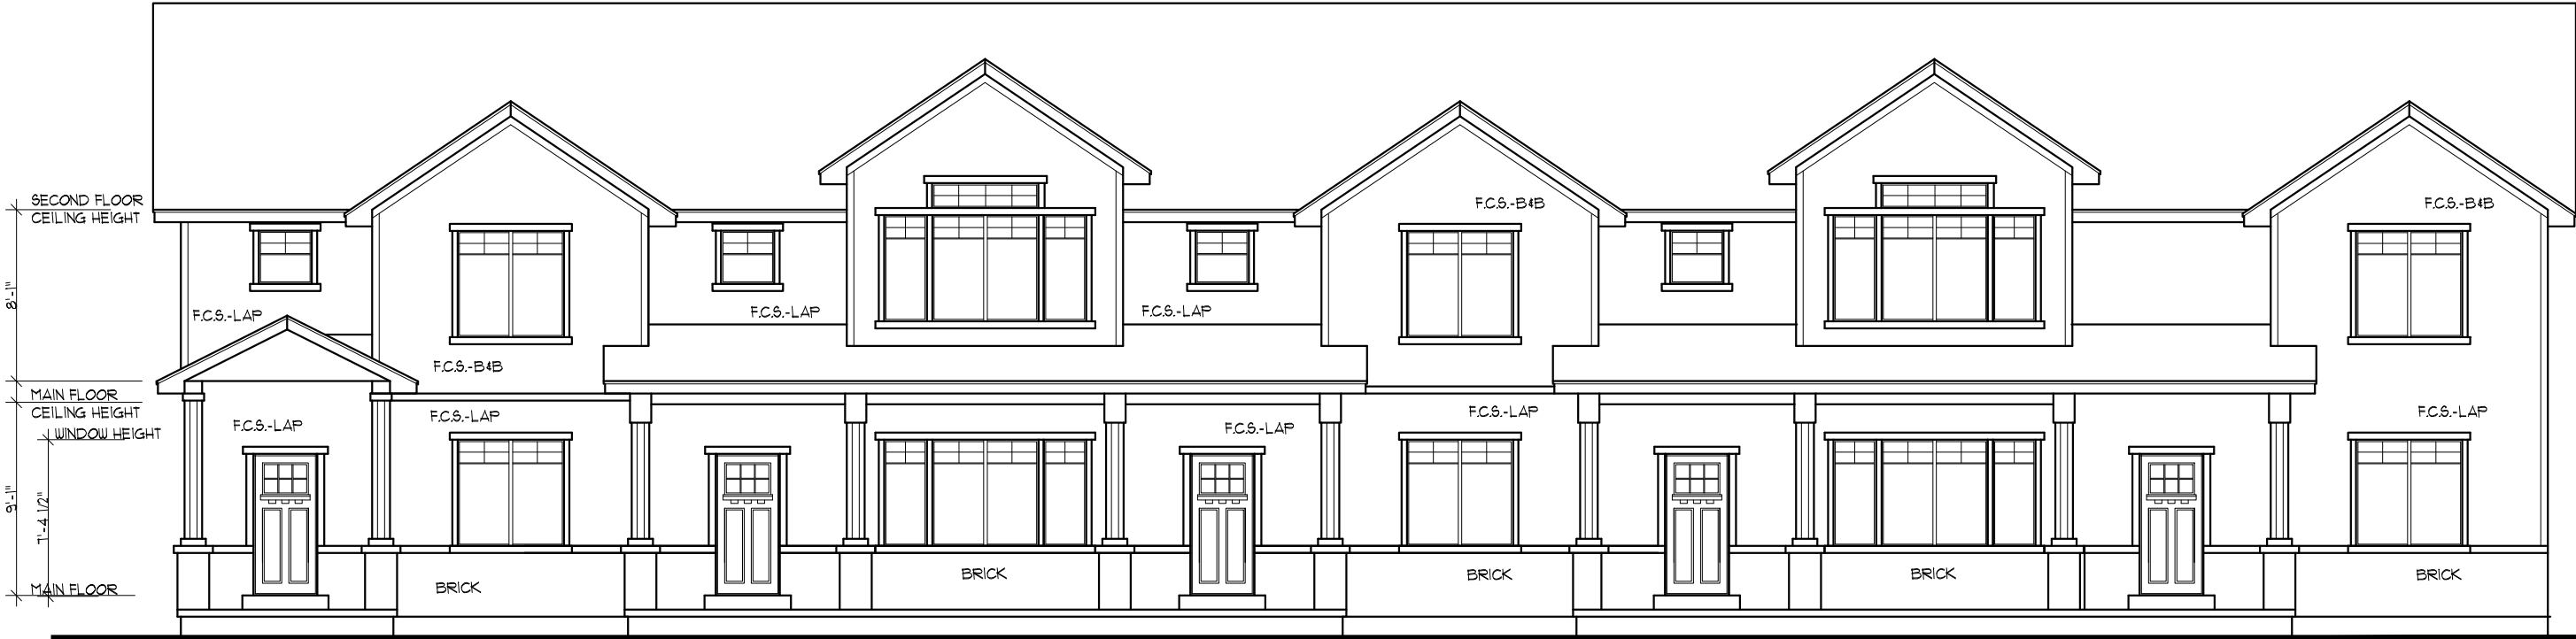 SECOND FLOOR
CEILING HEIGHT
F.C.S.-B&B
F.C.S.-B&B
8'-1"
F.C.S.-LAP
F.C.S.-LAP
F.C.S.-LAP
F.C.S.-B&B
MAIN FLOOR
CEILING HEIGHT
WINDOW HEIGHT
F.C.S.-LAP
F.C.S.-LAP
F.C.S.-LAP
F.C.S.-LAP
F.C.S.-LAP
9'-1"
7'-4 1/2"
MAIN FLOOR
BRICK
BRICK
BRICK
BRICK
BRICK